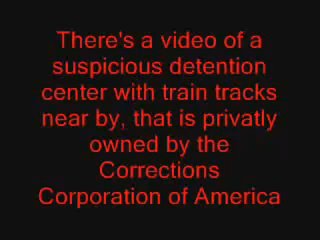 There's a video of a
suspicious detention
center with train tracks
near by, that is privatly
owned by the
Corrections
Corporation of America